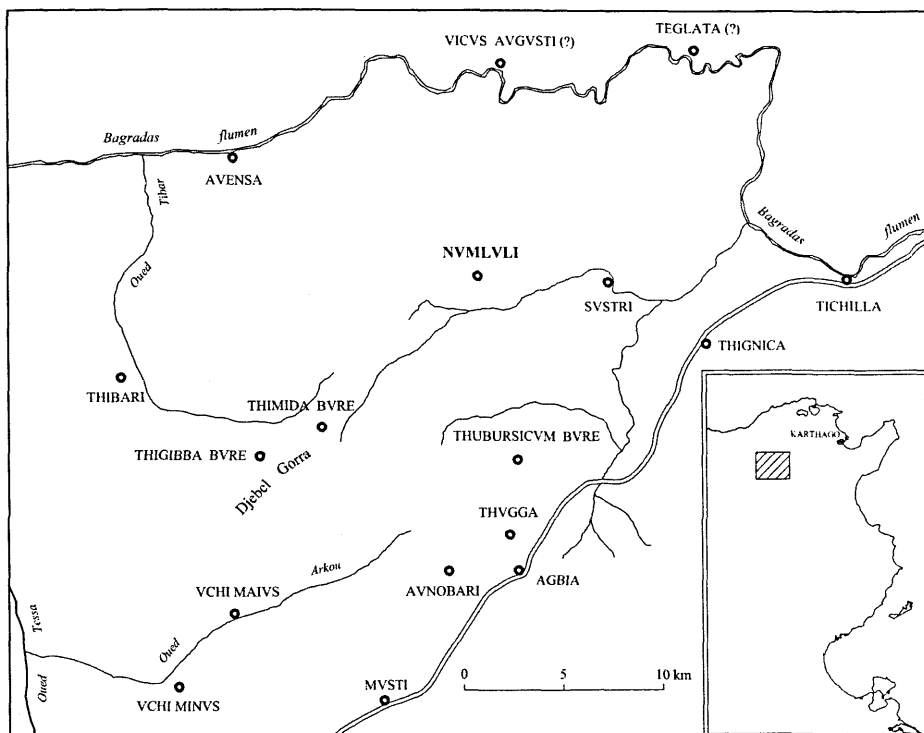 TEGLATA (?)
VICVS AVGVSTI (?)
Bagradas flumen
AVENSA
Oued Tibar
NVMLVLI
Bagradas flumen
SVSTRI
TICHILLA
THIGNICA
THIBARI
THIMIDA BVRE
THIGIBBA BVRE
Djebel Gorra
THUBURSICVM BVRE
KARTHAGO
THVGGA
AVNOBARI
AGBIA
VCHI MAIVS
Oued Arkou
Oued Tessa
VCHI MINVS
MVSTI
0 5 10 km